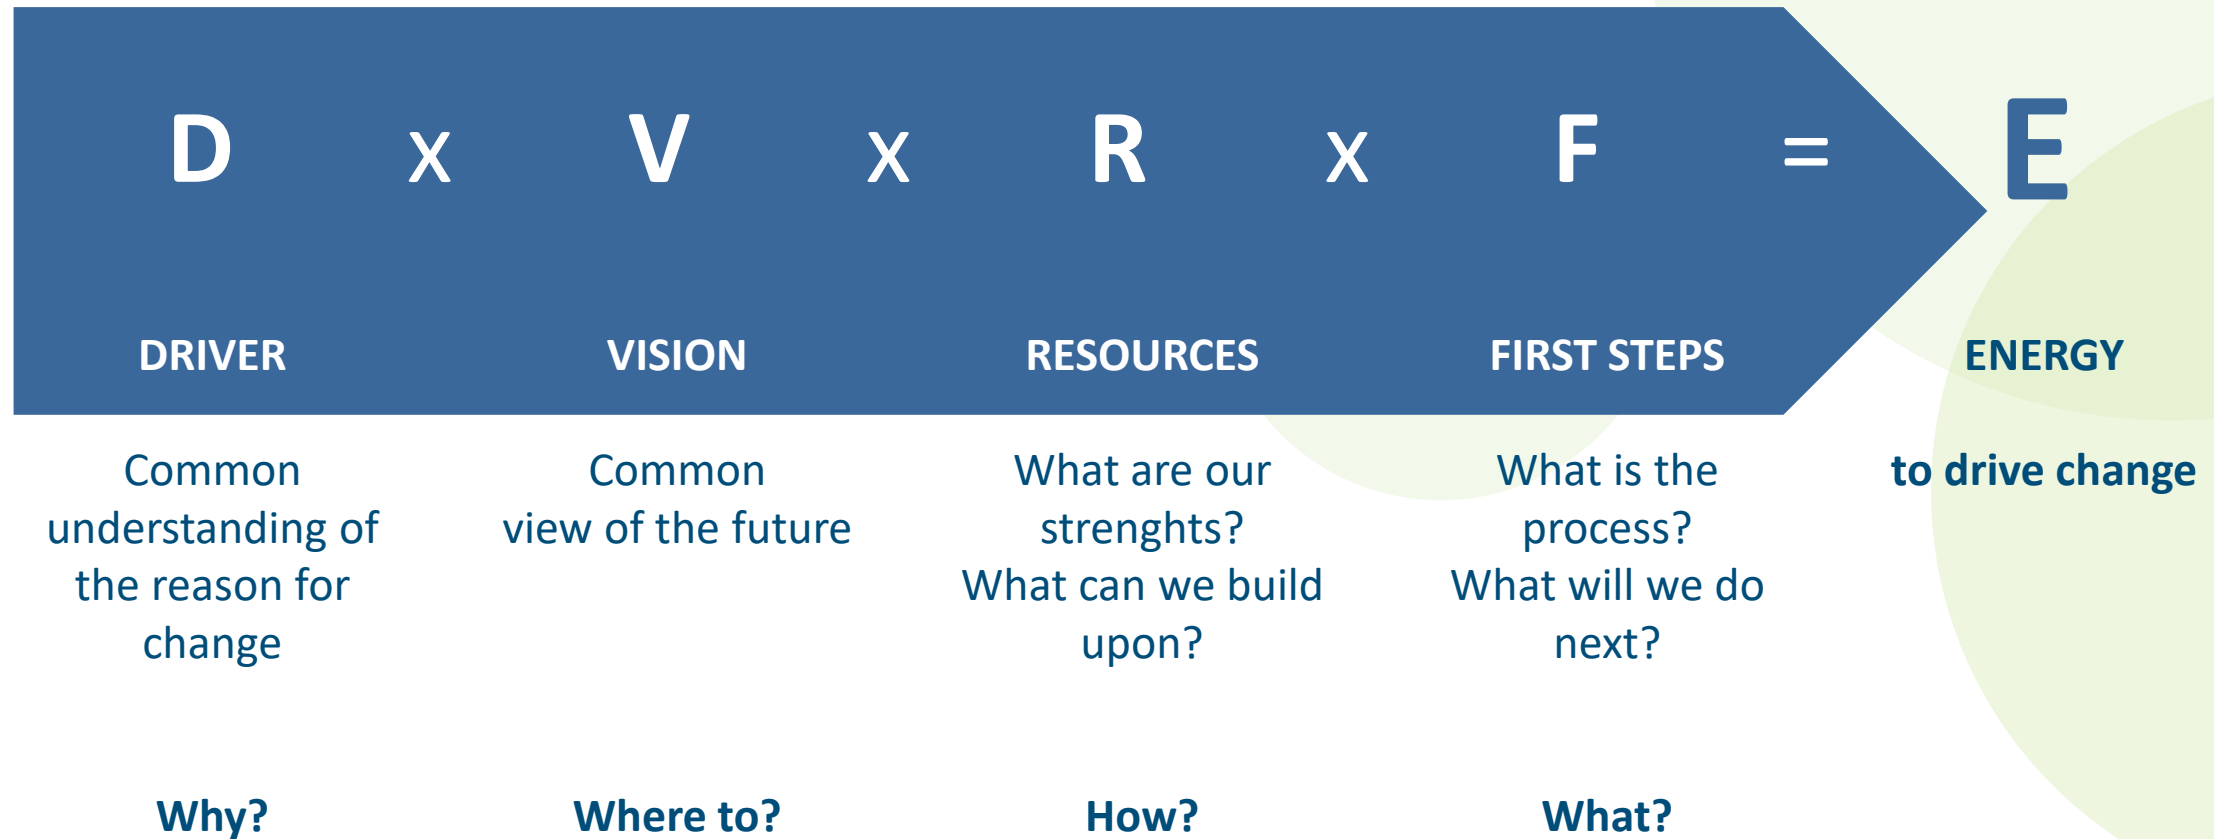 D x V x R x F = E
DRIVER VISION RESOURCES FIRST STEPS ENERGY
Common
understanding of
the reason for
change
Common
view of the future
What are our
strenghts?
What can we build
upon?
What is the
process?
What will we do
next?
to drive change
Why? Where to? How? What?